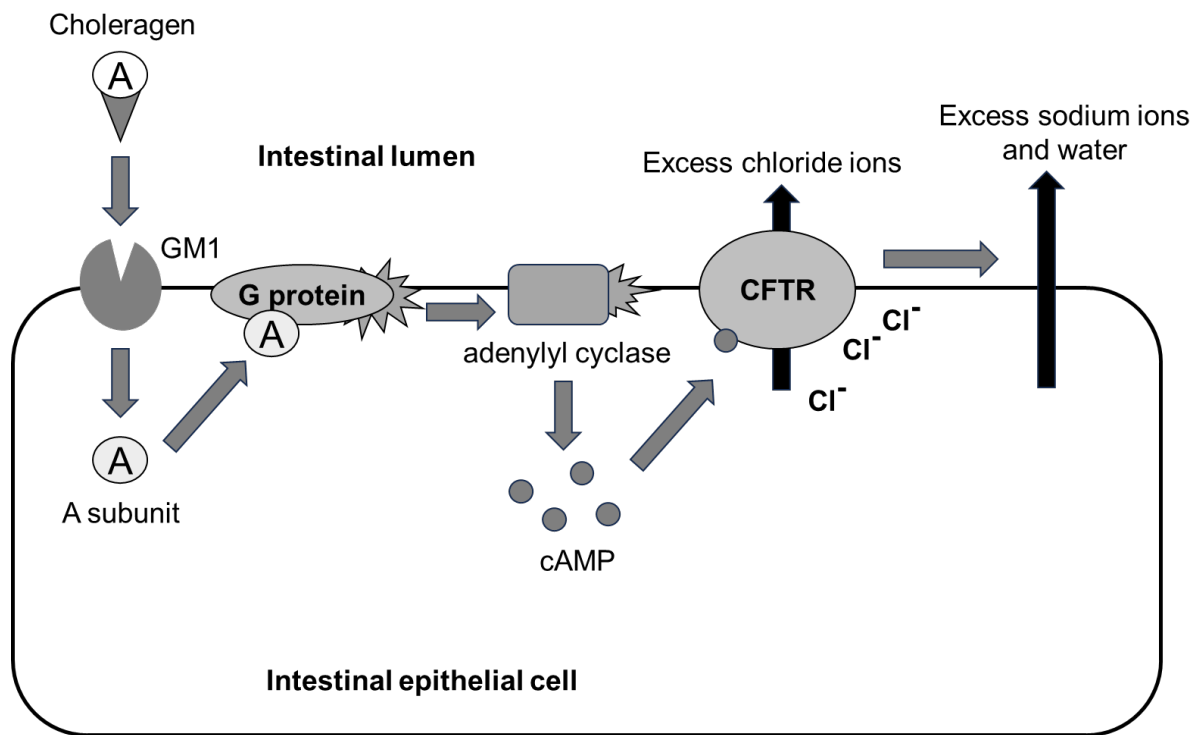 Choleragen
A
Intestinal lumen
Excess sodium ions
and water
Excess chloride ions
GM1
G protein
A
CFTR
adenylyl cyclase
Cl-
Cl-
Cl-
A
A subunit
cAMP
Intestinal epithelial cell